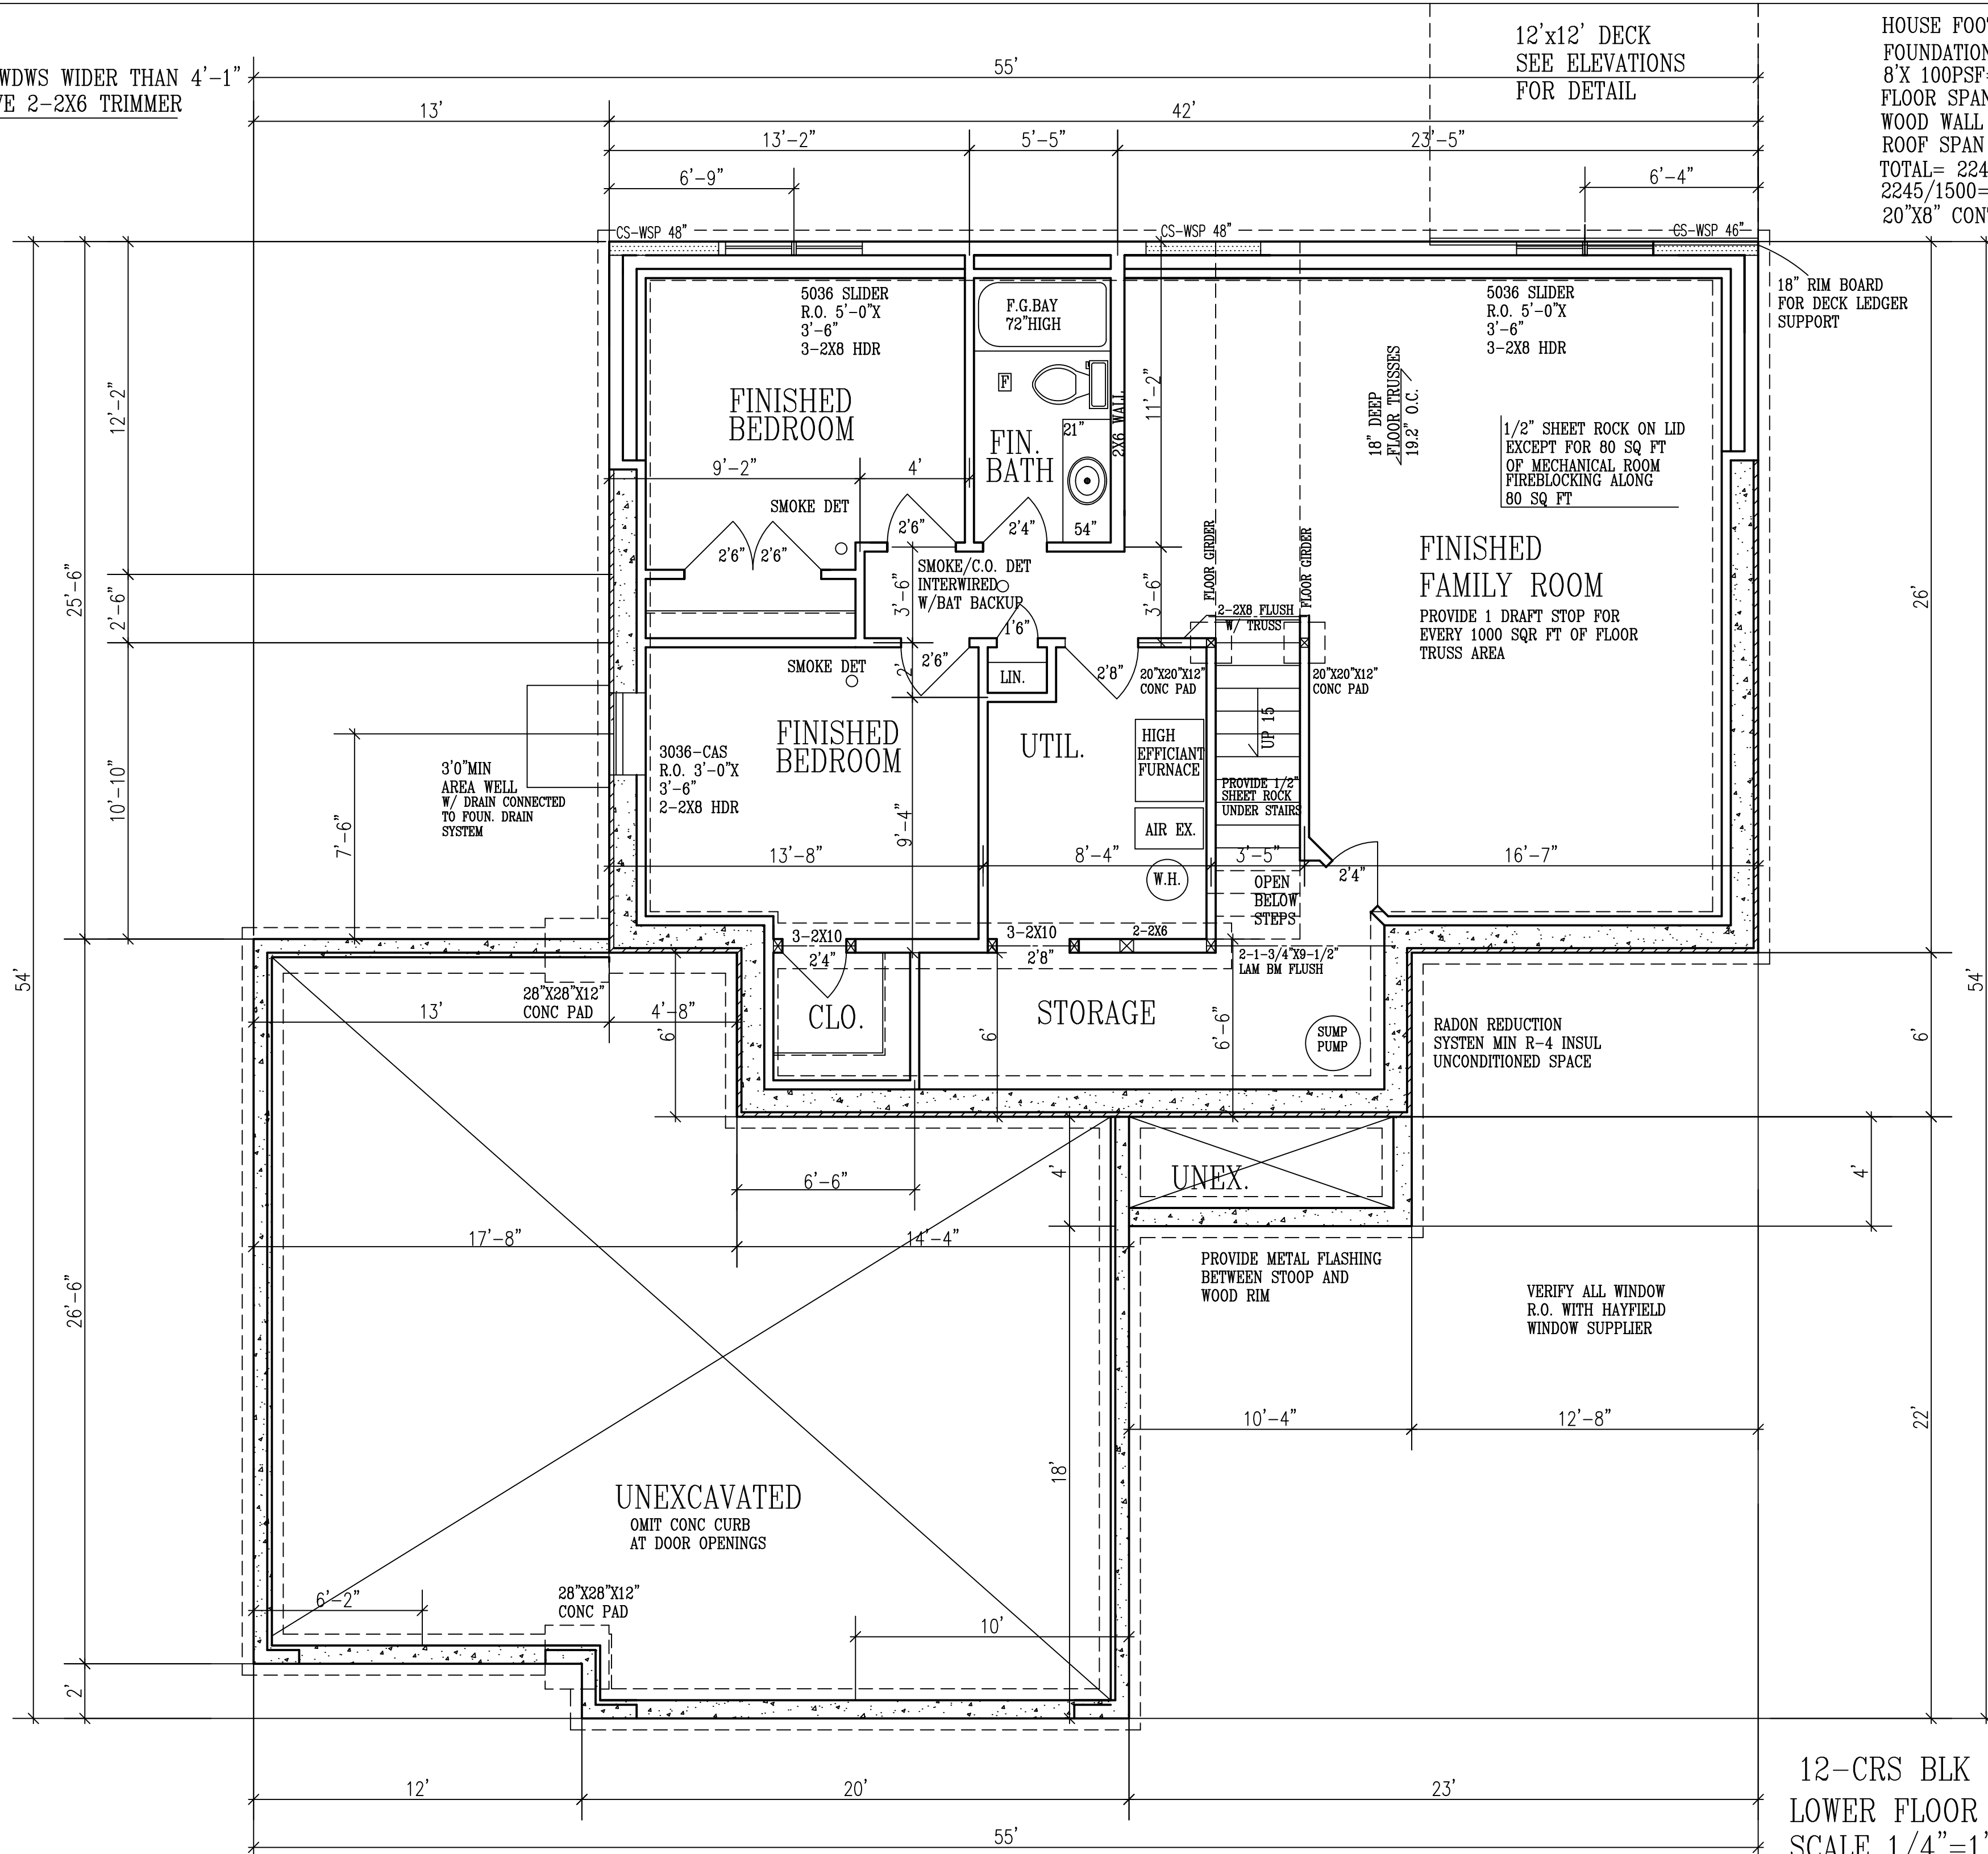 WDWS WIDER THAN 4'-1"
VE 2-2X6 TRIMMER
12'x12' DECK
SEE ELEVATIONS
FOR DETAIL
HOUSE FOO
FOUNDATION
8'X 100PSF=
FLOOR SPAN
WOOD WALL
ROOF SPAN
TOTAL= 224
2245/1500=
20"X8" CON
55'
13'
42'
13'-2"
5'-5"
23'-5"
6'-9"
6'-4"
CS-WSP 48"
CS-WSP 48"
CS-WSP 46"
18" RIM BOARD
FOR DECK LEDGER
SUPPORT
5036 SLIDER
R.O. 5'-0"X
3'-6"
3-2X8 HDR
F.G.BAY
72"HIGH
5036 SLIDER
R.O. 5'-0"X
3'-6"
3-2X8 HDR
FINISHED
BEDROOM
F
FIN.
BATH
21"
54"
2X6 WALL
11'-2"
18" DEEP
FLOOR TRUSSES
19.2" O.C.
1/2" SHEET ROCK ON LID
EXCEPT FOR 80 SQ FT
OF MECHANICAL ROOM
FIREBLOCKING ALONG
80 SQ FT
12'-2"
2'-6"
10'-10"
25'-6"
54'
26'-6"
2'
9'-2"
4'
SMOKE DET
2'6"
2'6"
2'6"
2'4"
SMOKE/C.O. DET
INTERWIRED
W/BAT BACKUP
3'-6"
3'-6"
FLOOR GIRDER
FLOOR GIRDER
2-2X8 FLUSH
W/ TRUSS
FINISHED
FAMILY ROOM
PROVIDE 1 DRAFT STOP FOR
EVERY 1000 SQR FT OF FLOOR
TRUSS AREA
1'6"
2'6"
2'
2'8"
LIN.
20"X20"X12"
CONC PAD
20"X20"X12"
CONC PAD
SMOKE DET
FINISHED
BEDROOM
UTIL.
HIGH
EFFICIANT
FURNACE
UP 15
3036-CAS
R.O. 3'-0"X
3'-6"
2-2X8 HDR
3'0"MIN
AREA WELL
W/ DRAIN CONNECTED
TO FOUN. DRAIN
SYSTEM
7'-6"
PROVIDE 1/2"
SHEET ROCK
UNDER STAIRS
AIR EX.
9'-4"
13'-8"
8'-4"
3'-5"
16'-7"
W.H.
OPEN
BELOW
STEPS
2'4"
3-2X10
2'4"
3-2X10
2'8"
2-2X6
2-1-3/4"X9-1/2"
LAM BM FLUSH
28"X28"X12"
CONC PAD
13'
4'-8"
6'
CLO.
STORAGE
6'
6'-6"
SUMP
PUMP
RADON REDUCTION
SYSTEN MIN R-4 INSUL
UNCONDITIONED SPACE
26'
6'
54'
4'
22'
6'-6"
4'
UNEX.
17'-8"
14'-4"
PROVIDE METAL FLASHING
BETWEEN STOOP AND
WOOD RIM
VERIFY ALL WINDOW
R.O. WITH HAYFIELD
WINDOW SUPPLIER
10'-4"
12'-8"
18'
UNEXCAVATED
OMIT CONC CURB
AT DOOR OPENINGS
6'-2"
28"X28"X12"
CONC PAD
10'
12'
20'
23'
55'
12-CRS BLK
LOWER FLOOR
SCALE 1/4"=1'